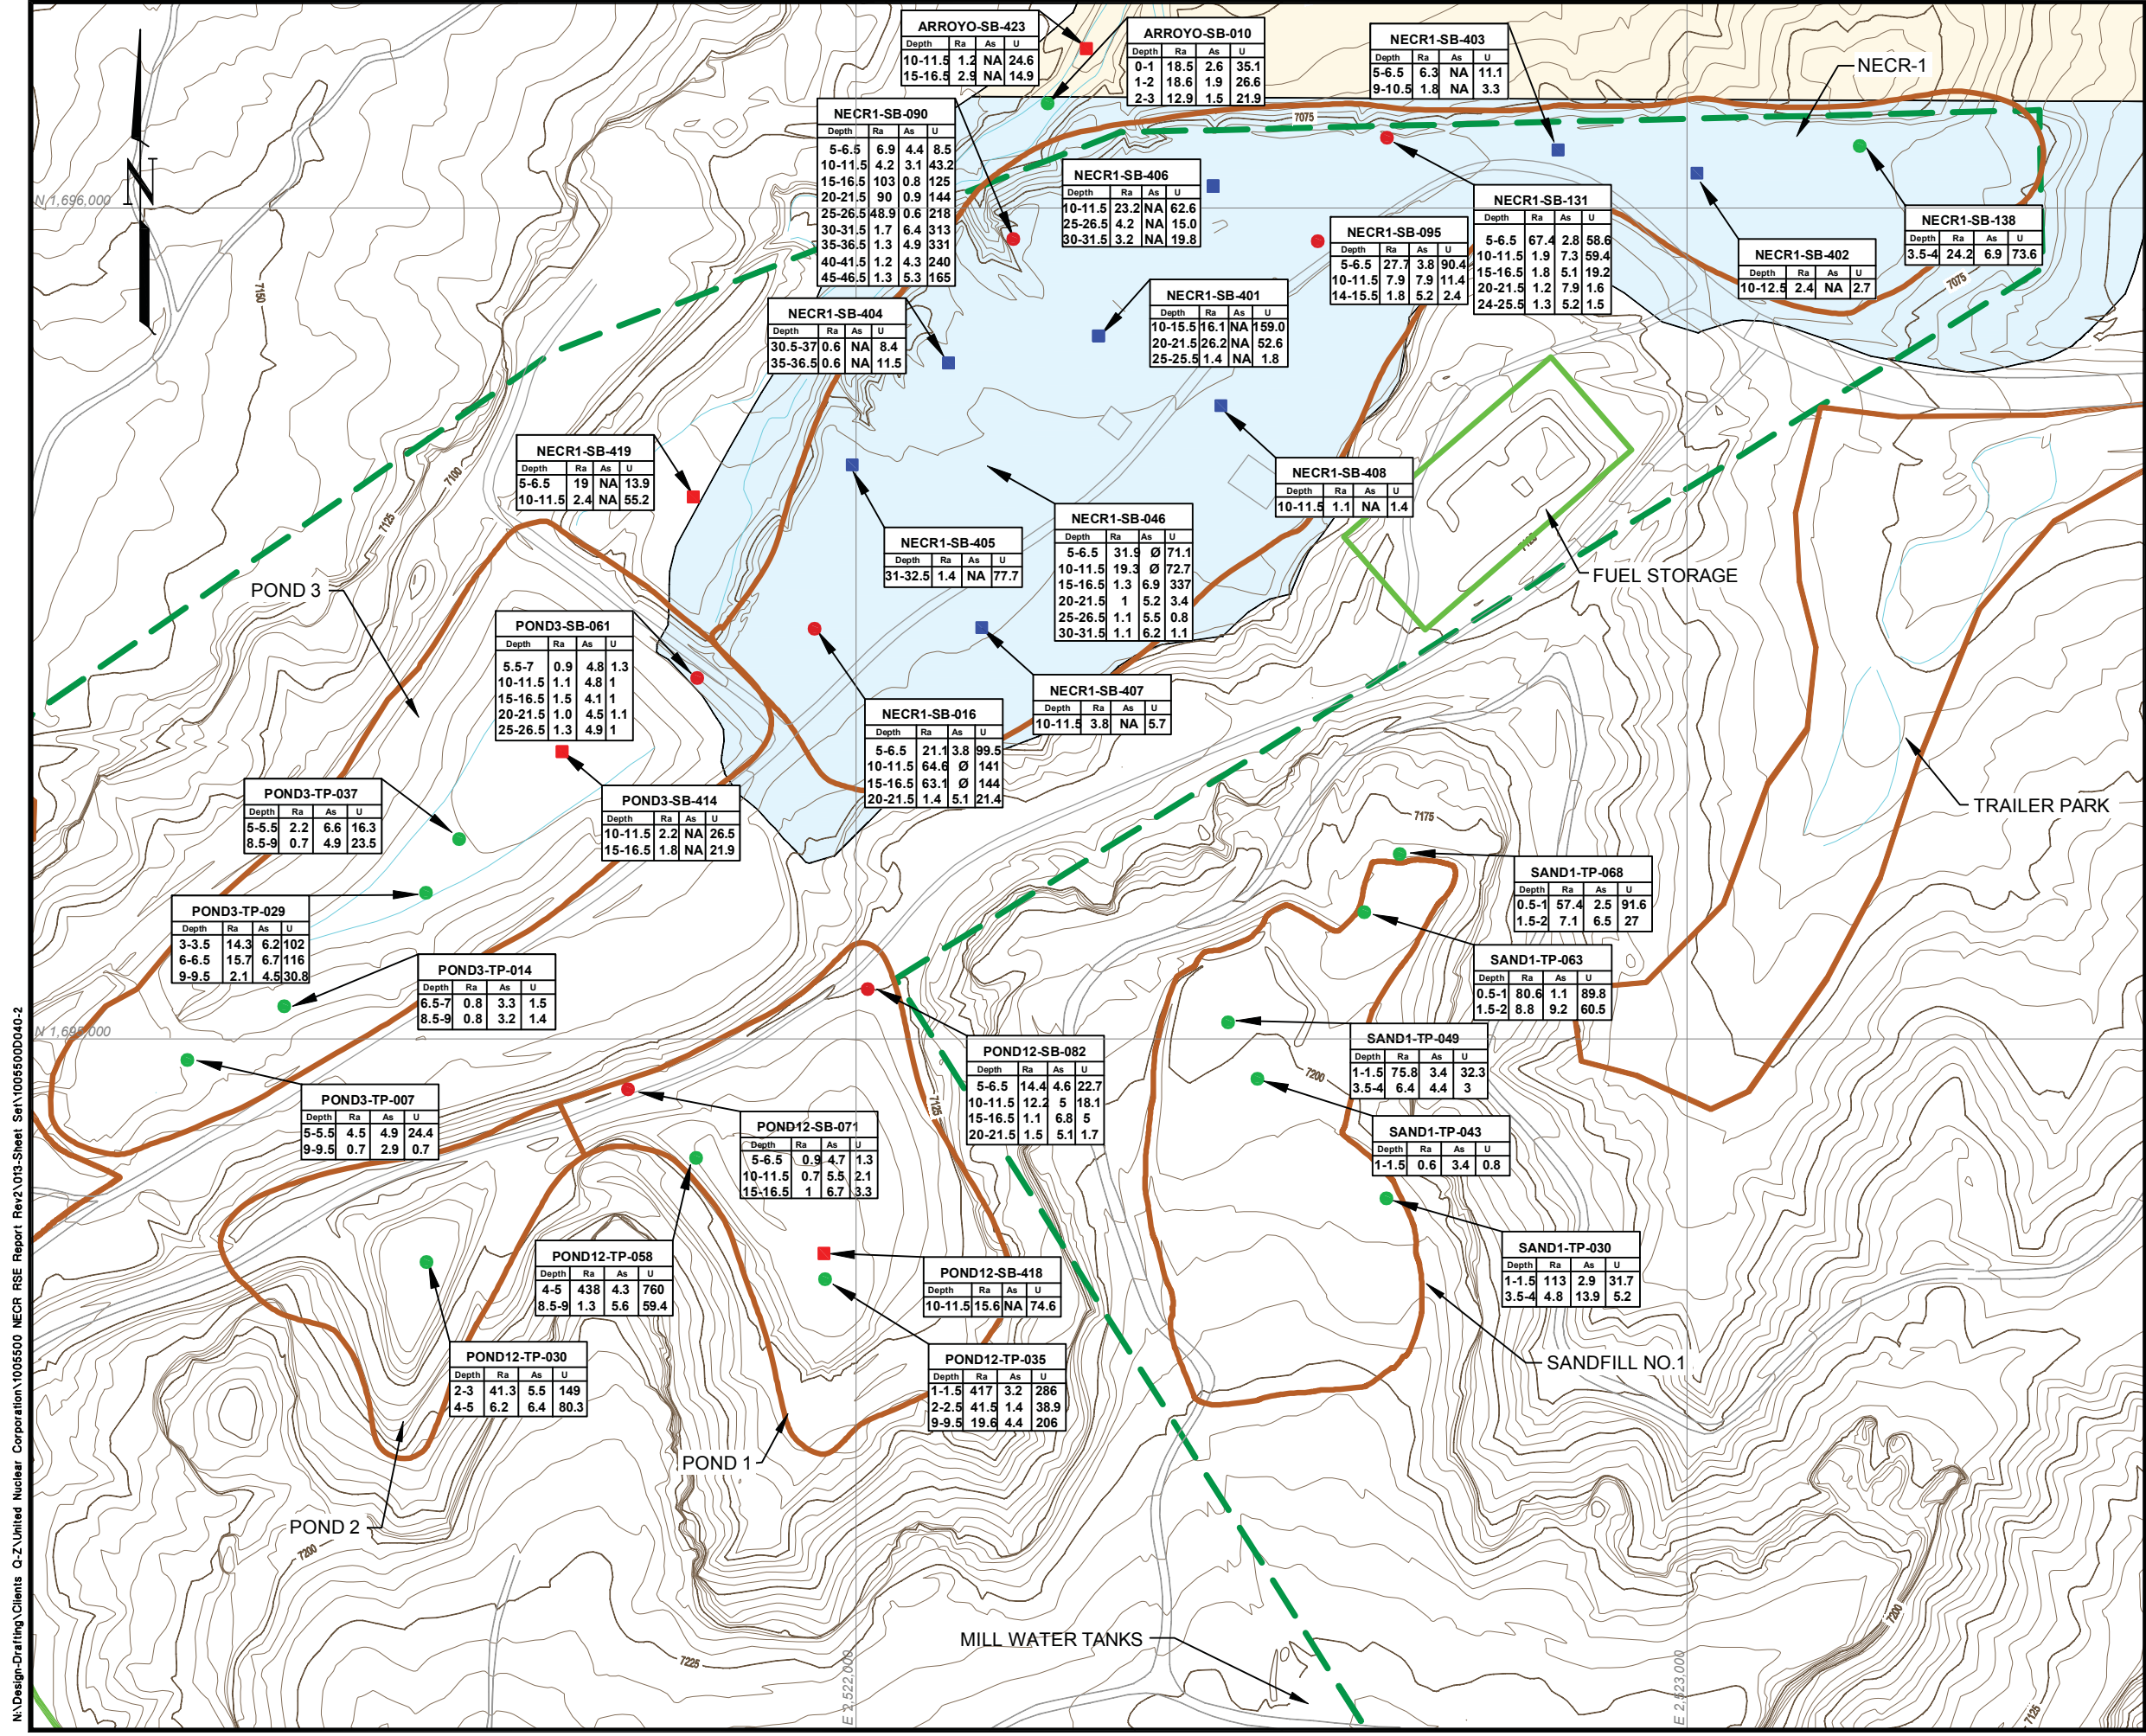 ARROYO-SB-423
Depth Ra As U
10-11.5 1.2 NA 24.6
15-16.5 2.9 NA 14.9
ARROYO-SB-010
Depth Ra As U
0-1 18.5 2.6 35.1
1-2 18.6 1.9 26.6
2-3 12.9 1.5 21.9
NECR1-SB-403
Depth Ra As U
5-6.5 6.3 NA 11.1
9-10.5 1.8 NA 3.3
NECR-1
NECR1-SB-090
Depth Ra As U
5-6.5 6.9 4.4 8.5
10-11.5 4.2 3.1 43.2
15-16.5 103 0.8 125
20-21.5 90 0.9 144
25-26.5 48.9 0.6 218
30-31.5 1.7 6.4 313
35-36.5 1.3 4.9 331
40-41.5 1.2 4.3 240
45-46.5 1.3 5.3 165
7075
N
N 1,696,000
NECR1-SB-406
Depth Ra As U
10-11.5 23.2 NA 62.6
25-26.5 4.2 NA 15.0
30-31.5 3.2 NA 19.8
NECR1-SB-095
Depth Ra As U
5-6.5 27.7 3.8 90.4
10-11.5 7.9 7.9 11.4
14-15.5 1.8 5.2 2.4
NECR1-SB-131
Depth Ra As U
5-6.5 67.4 2.8 58.6
10-11.5 1.9 7.3 59.4
15-16.5 1.8 5.1 19.2
20-21.5 1.2 7.9 1.6
24-25.5 1.3 5.2 1.5
NECR1-SB-402
Depth Ra As U
10-12.5 2.4 NA 2.7
NECR1-SB-138
Depth Ra As U
3.5-4 24.2 6.9 73.6
7075
7150
NECR1-SB-404
Depth Ra As U
30.5-37 0.6 NA 8.4
35-36.5 0.6 NA 11.5
NECR1-SB-401
Depth Ra As U
10-15.5 16.1 NA 159.0
20-21.5 26.2 NA 52.6
25-25.5 1.4 NA 1.8
NECR1-SB-419
Depth Ra As U
5-6.5 19 NA 13.9
10-11.5 2.4 NA 55.2
7100
7125
NECR1-SB-408
Depth Ra As U
10-11.5 1.1 NA 1.4
NECR1-SB-405
Depth Ra As U
31-32.5 1.4 NA 77.7
NECR1-SB-046
Depth Ra As U
5-6.5 31.9 Ø 71.1
10-11.5 19.3 Ø 72.7
15-16.5 1.3 6.9 337
20-21.5 1 5.2 3.4
25-26.5 1.1 5.5 0.8
30-31.5 1.1 6.2 1.1
FUEL STORAGE
POND 3
POND3-SB-061
Depth Ra As U
5.5-7 0.9 4.8 1.3
10-11.5 1.1 4.8 1
15-16.5 1.5 4.1 1
20-21.5 1.0 4.5 1.1
25-26.5 1.3 4.9 1
NECR1-SB-407
Depth Ra As U
10-11.5 3.8 NA 5.7
NECR1-SB-016
Depth Ra As U
5-6.5 21.1 3.8 99.5
10-11.5 64.6 Ø 141
15-16.5 63.1 Ø 144
20-21.5 1.4 5.1 21.4
POND3-TP-037
Depth Ra As U
5-5.5 2.2 6.6 16.3
8.5-9 0.7 4.9 23.5
POND3-SB-414
Depth Ra As U
10-11.5 2.2 NA 26.5
15-16.5 1.8 NA 21.9
TRAILER PARK
7175
SAND1-TP-068
Depth Ra As U
0.5-1 57.4 2.5 91.6
1.5-2 7.1 6.5 27
POND3-TP-029
Depth Ra As U
3-3.5 14.3 6.2 102
6-6.5 15.7 6.7 116
9-9.5 2.1 4.5 30.8
POND3-TP-014
Depth Ra As U
6.5-7 0.8 3.3 1.5
8.5-9 0.8 3.2 1.4
SAND1-TP-063
Depth Ra As U
0.5-1 80.6 1.1 89.8
1.5-2 8.8 9.2 60.5
N 1,695,000
SAND1-TP-049
Depth Ra As U
1-1.5 75.8 3.4 32.3
3.5-4 6.4 4.4 3
7200
POND12-SB-082
Depth Ra As U
5-6.5 14.4 4.6 22.7
10-11.5 12.2 5 18.1
15-16.5 1.1 6.8 5
20-21.5 1.5 5.1 1.7
7125
POND3-TP-007
Depth Ra As U
5-5.5 4.5 4.9 24.4
9-9.5 0.7 2.9 0.7
POND12-SB-071
Depth Ra As U
5-6.5 0.9 4.7 1.3
10-11.5 0.7 5.5 2.1
15-16.5 1 6.7 3.3
SAND1-TP-043
Depth Ra As U
1-1.5 0.6 3.4 0.8
POND12-TP-058
Depth Ra As U
4-5 438 4.3 760
8.5-9 1.3 5.6 59.4
POND12-SB-418
Depth Ra As U
10-11.5 15.6 NA 74.6
SAND1-TP-030
Depth Ra As U
1-1.5 113 2.9 31.7
3.5-4 4.8 13.9 5.2
POND12-TP-030
Depth Ra As U
2-3 41.3 5.5 149
4-5 6.2 6.4 80.3
POND12-TP-035
Depth Ra As U
1-1.5 417 3.2 286
2-2.5 41.5 1.4 38.9
9-9.5 19.6 4.4 206
SANDFILL NO.1
POND 1
POND 2
7200
7200
MILL WATER TANKS
7225
E 2,522,000
E 2,523,000
7125
N:\Design-Drafting\Clients Q-Z\United Nuclear Corporation\1005500 NECR RSE Report Rev2\013-Sheet Set\1005500D040-2